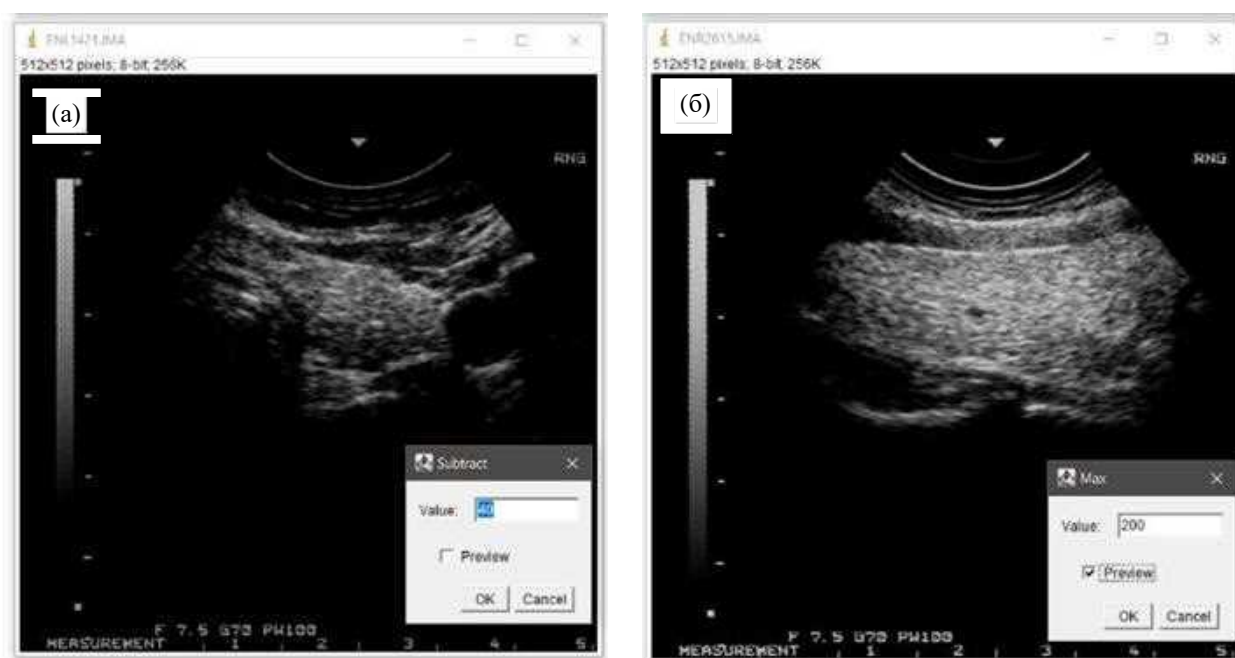 512x512 pixels; 8-bit; 256K
(а)
RNG
Subtract
Value: 40
Preview
OK Cancel
F 7.5 G70 PW100
MEASUREMENT 1 2 3 4 5
512x512 pixels; 8-bit; 256K
(б)
RNG
Max
Value: 200
Preview
OK Cancel
F 7.5 G70 PW100
MEASUREMENT 1 2 3 4 5